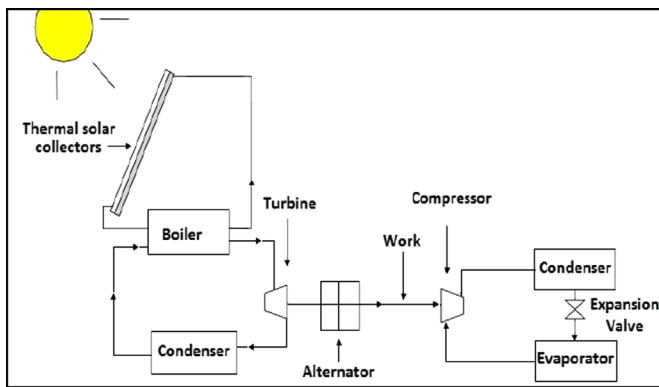 Thermal solar
collectors
Turbine
Compressor
Boiler
Work
Condenser
Expansion
Valve
Condenser
Alternator
Evaporator